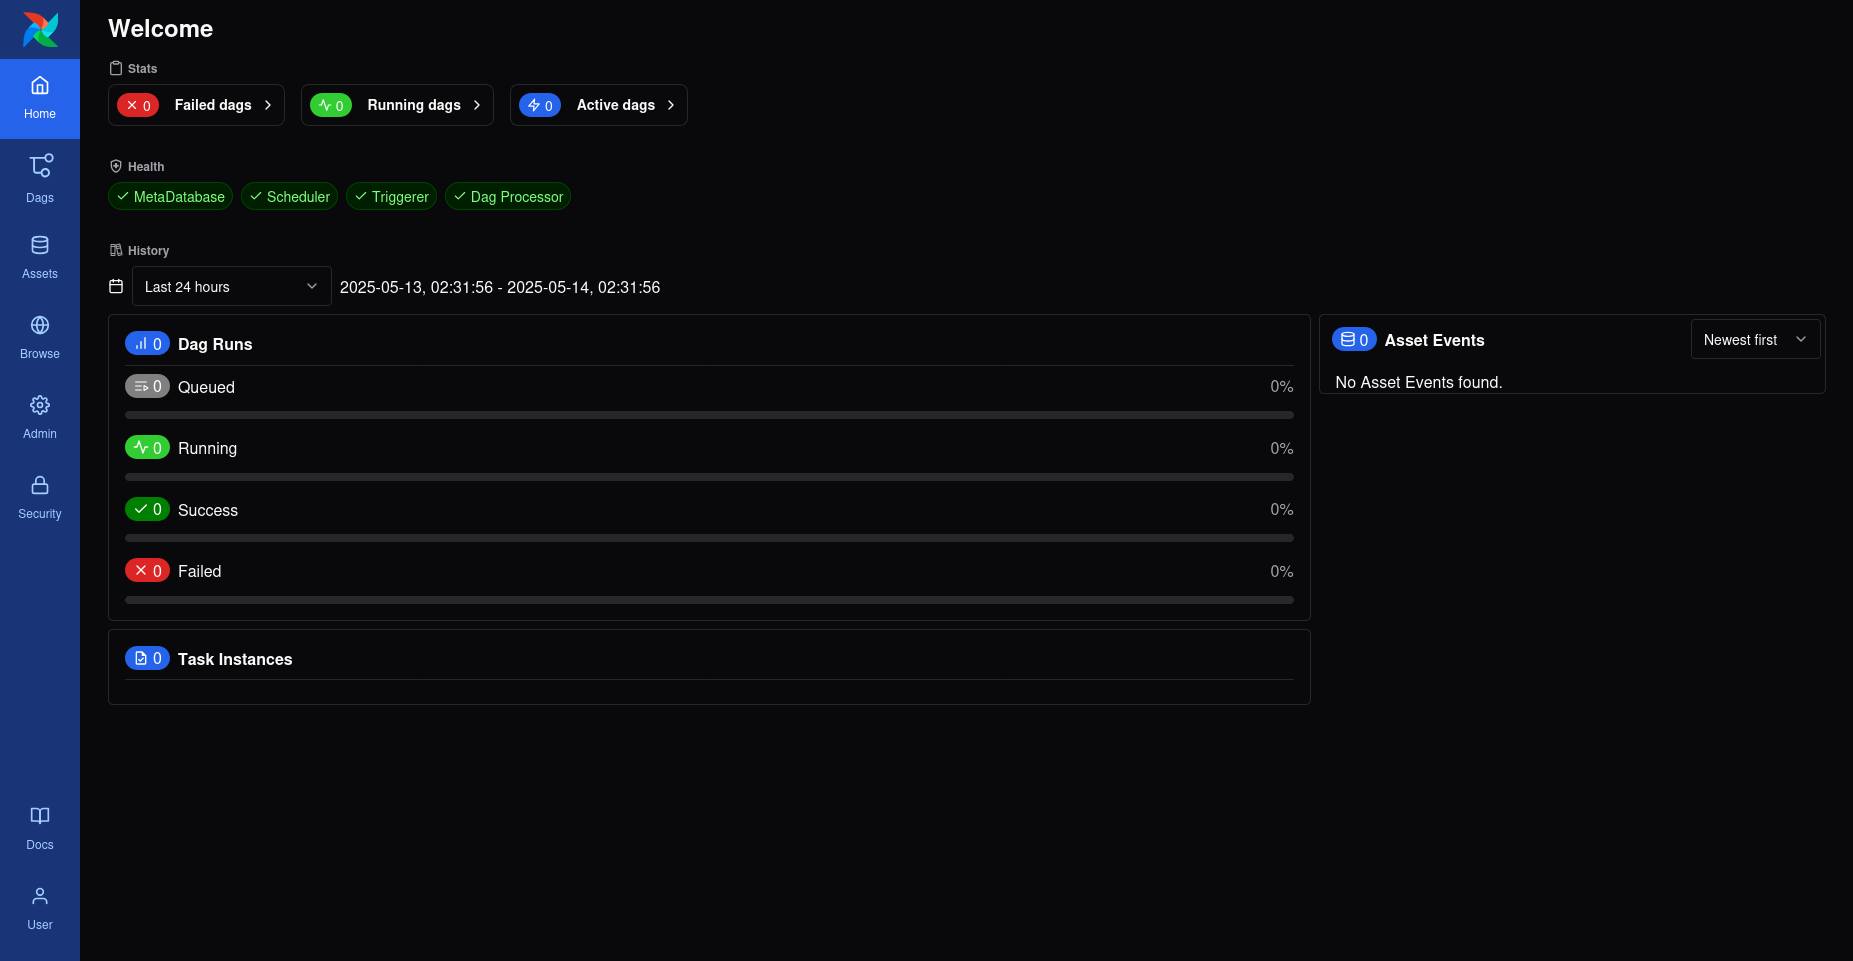 Welcome
Stats
0 Failed dags
0 Running dags
0 Active dags
Health
MetaDatabase
Scheduler
Triggerer
Dag Processor
History
Last 24 hours
2025-05-13, 02:31:56 - 2025-05-14, 02:31:56
0 Dag Runs
0 Queued 0%
0 Running 0%
0 Success 0%
0 Failed 0%
0 Task Instances
0 Asset Events
Newest first
No Asset Events found.
Home
Dags
Assets
Browse
Admin
Security
Docs
User